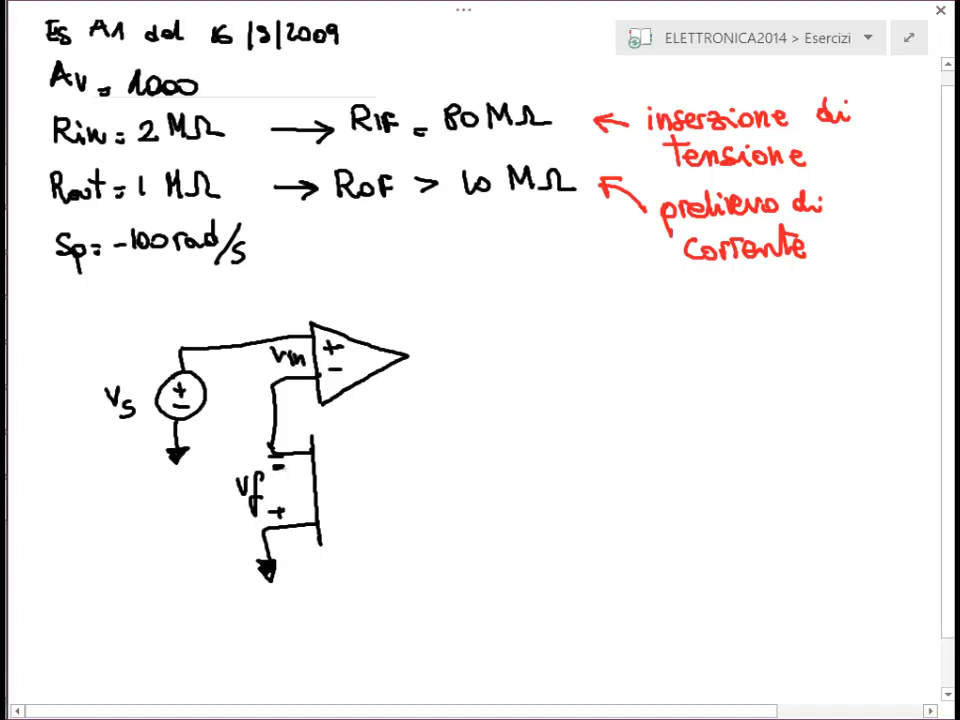 Es A1 del 16/9/2009
ELETTRONICA2014 > Esercizi
Av = 1000
Rin = 2 MΩ → RIF = 80 MΩ ← inserzione di tensione
Rout = 1 MΩ → ROF > 10 MΩ ← prelievo di corrente
Sp = -100 rad/s
Vin
+
-
Vs
+
-
Vf
-
+